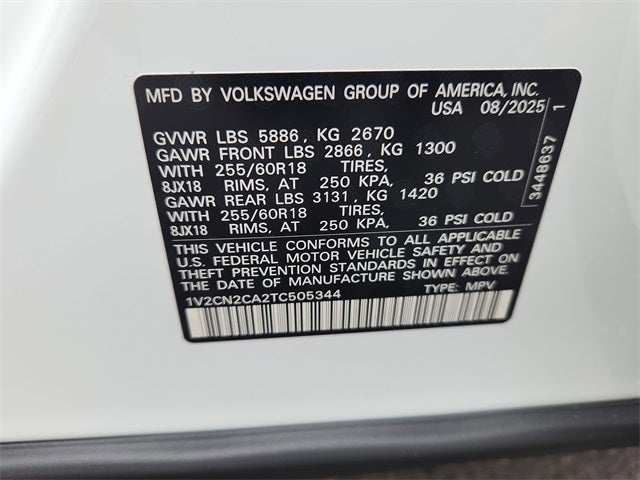 MFD BY VOLKSWAGEN GROUP OF AMERICA, INC.
USA 08/2025
GVWR LBS 5886, KG 2670
GAWR FRONT LBS 2866, KG 1300
WITH 255/60R18 TIRES,
8JX18 RIMS, AT 250 KPA, 36 PSI COLD
GAWR REAR LBS 3131, KG 1420
WITH 255/60R18 TIRES,
8JX18 RIMS, AT 250 KPA, 36 PSI COLD
THIS VEHICLE CONFORMS TO ALL APPLICABLE
U.S. FEDERAL MOTOR VEHICLE SAFETY AND
THEFT PREVENTION STANDARDS IN EFFECT ON
THE DATE OF MANUFACTURE SHOWN ABOVE.
1V2CN2CA2TC505344 TYPE: MPV
3448637 1